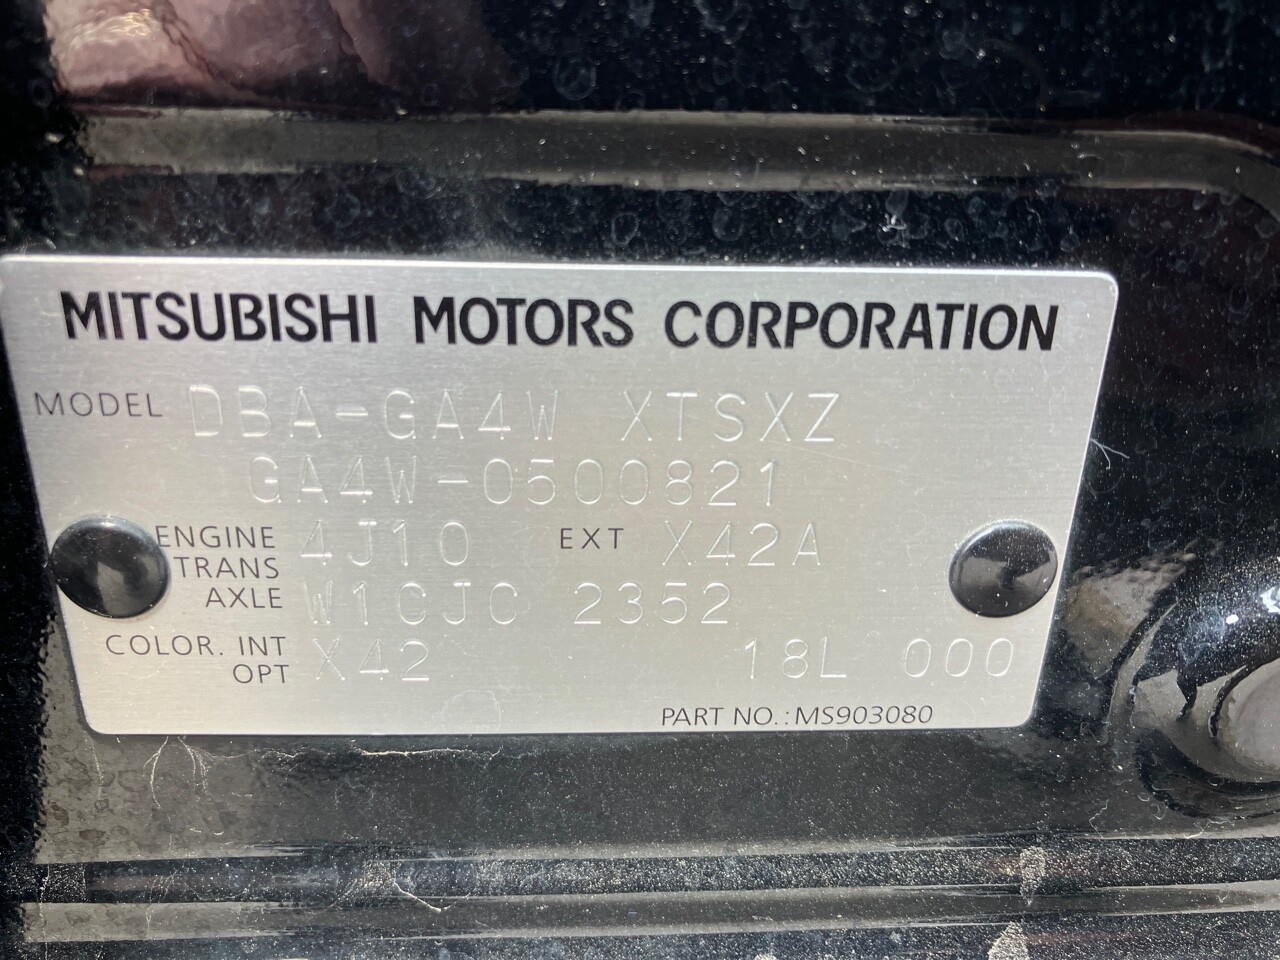 MITSUBISHI MOTORS CORPORATION
MODEL DBA-GA4W XTSXZ
GA4W-0500821
ENGINE 4J10 EXT X42A
TRANS
AXLE W1CJC 2352
COLOR. INT
OPT X42 18L 000
PART NO.: MS903080